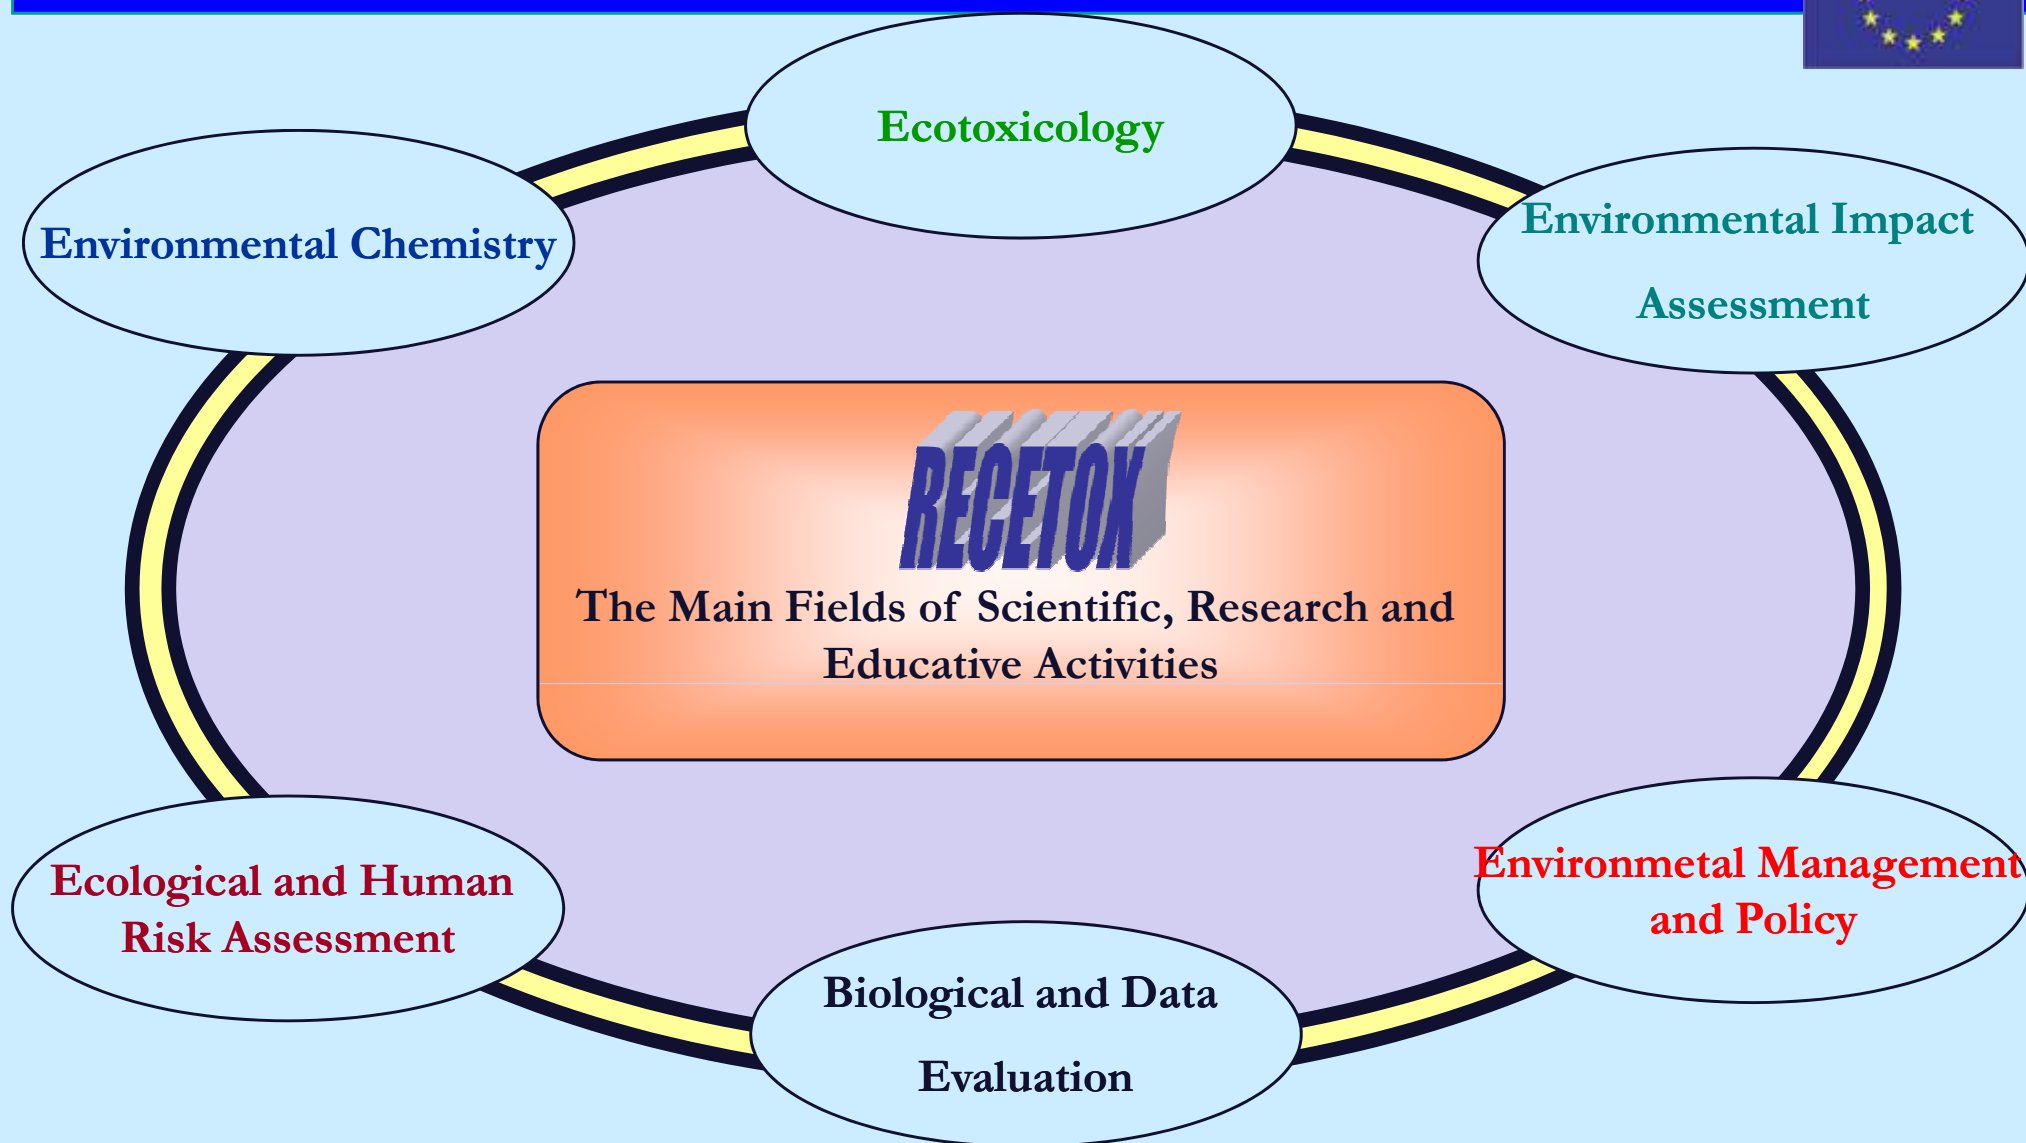 Ecotoxicology
Environmental Chemistry
Environmental Impact
Assessment
RECETOX
The Main Fields of Scientific, Research and
Educative Activities
Ecological and Human
Risk Assessment
Environmetal Management
and Policy
Biological and Data
Evaluation